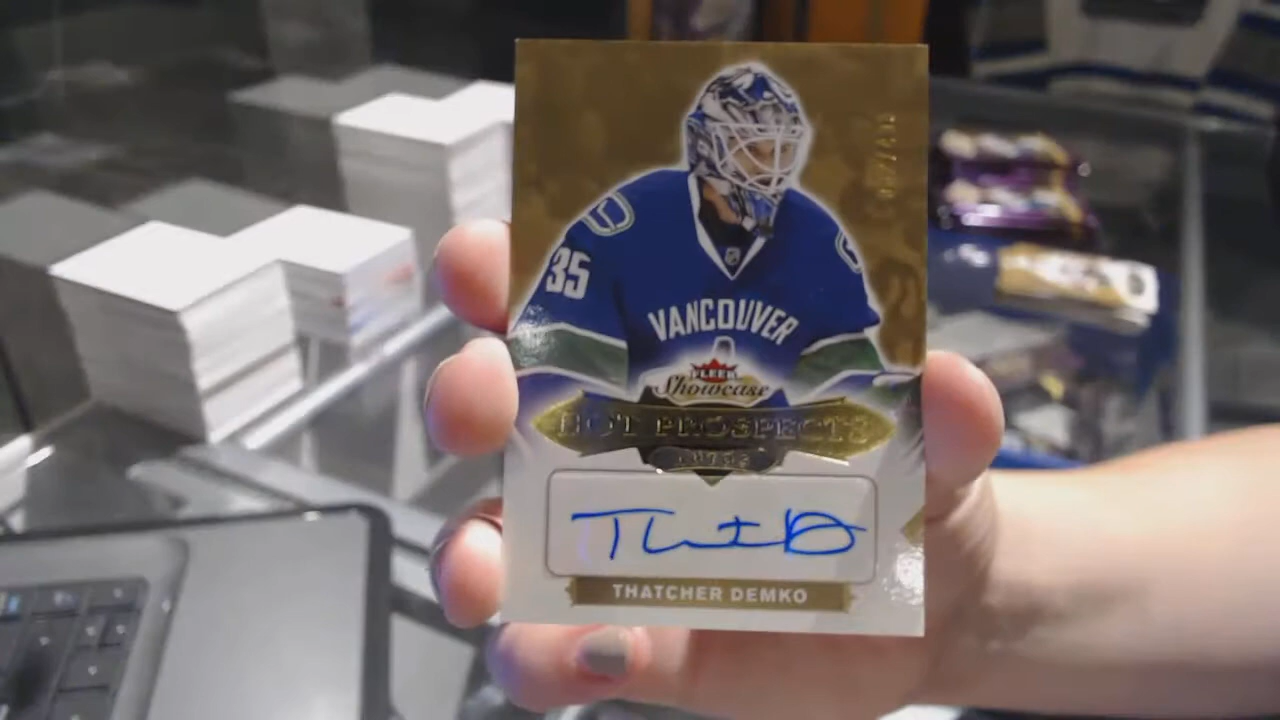 35
VANCOUVER
FLEER
Showcase
HOT PROSPECTS
THATCHER DEMKO